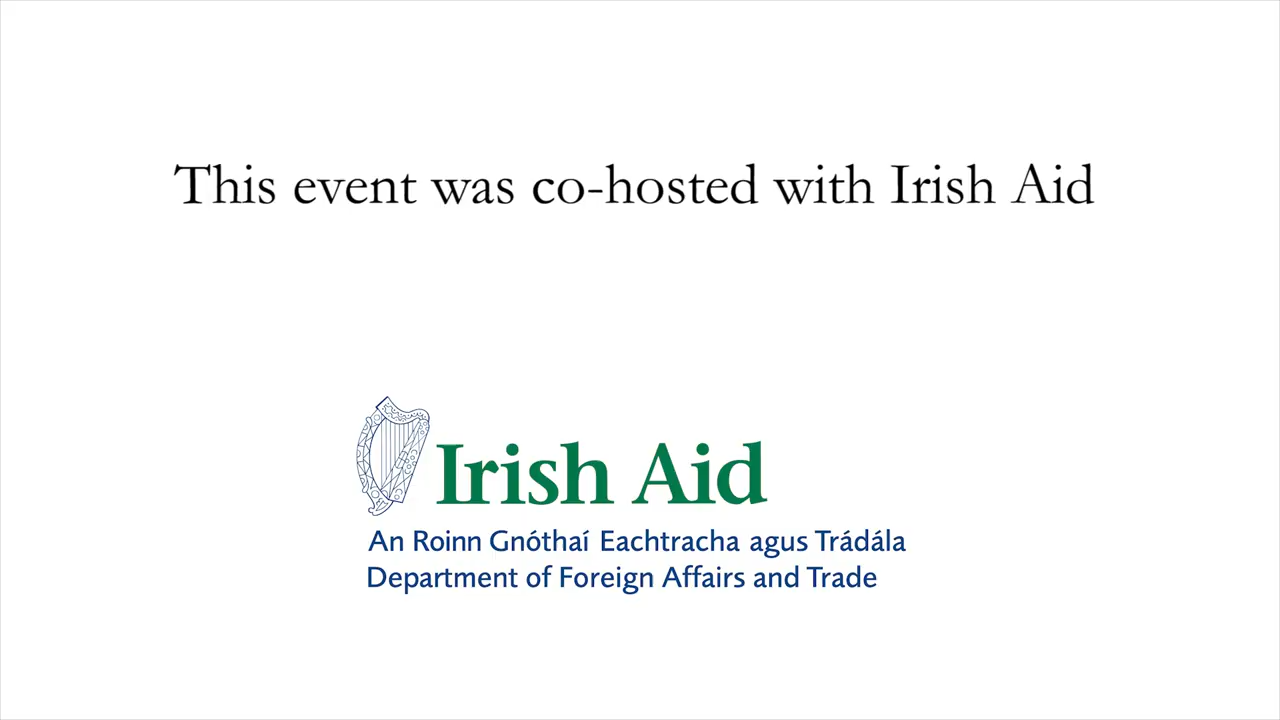 This event was co-hosted with Irish Aid
Irish Aid
An Roinn Gnóthaí Eachtracha agus Trádála
Department of Foreign Affairs and Trade